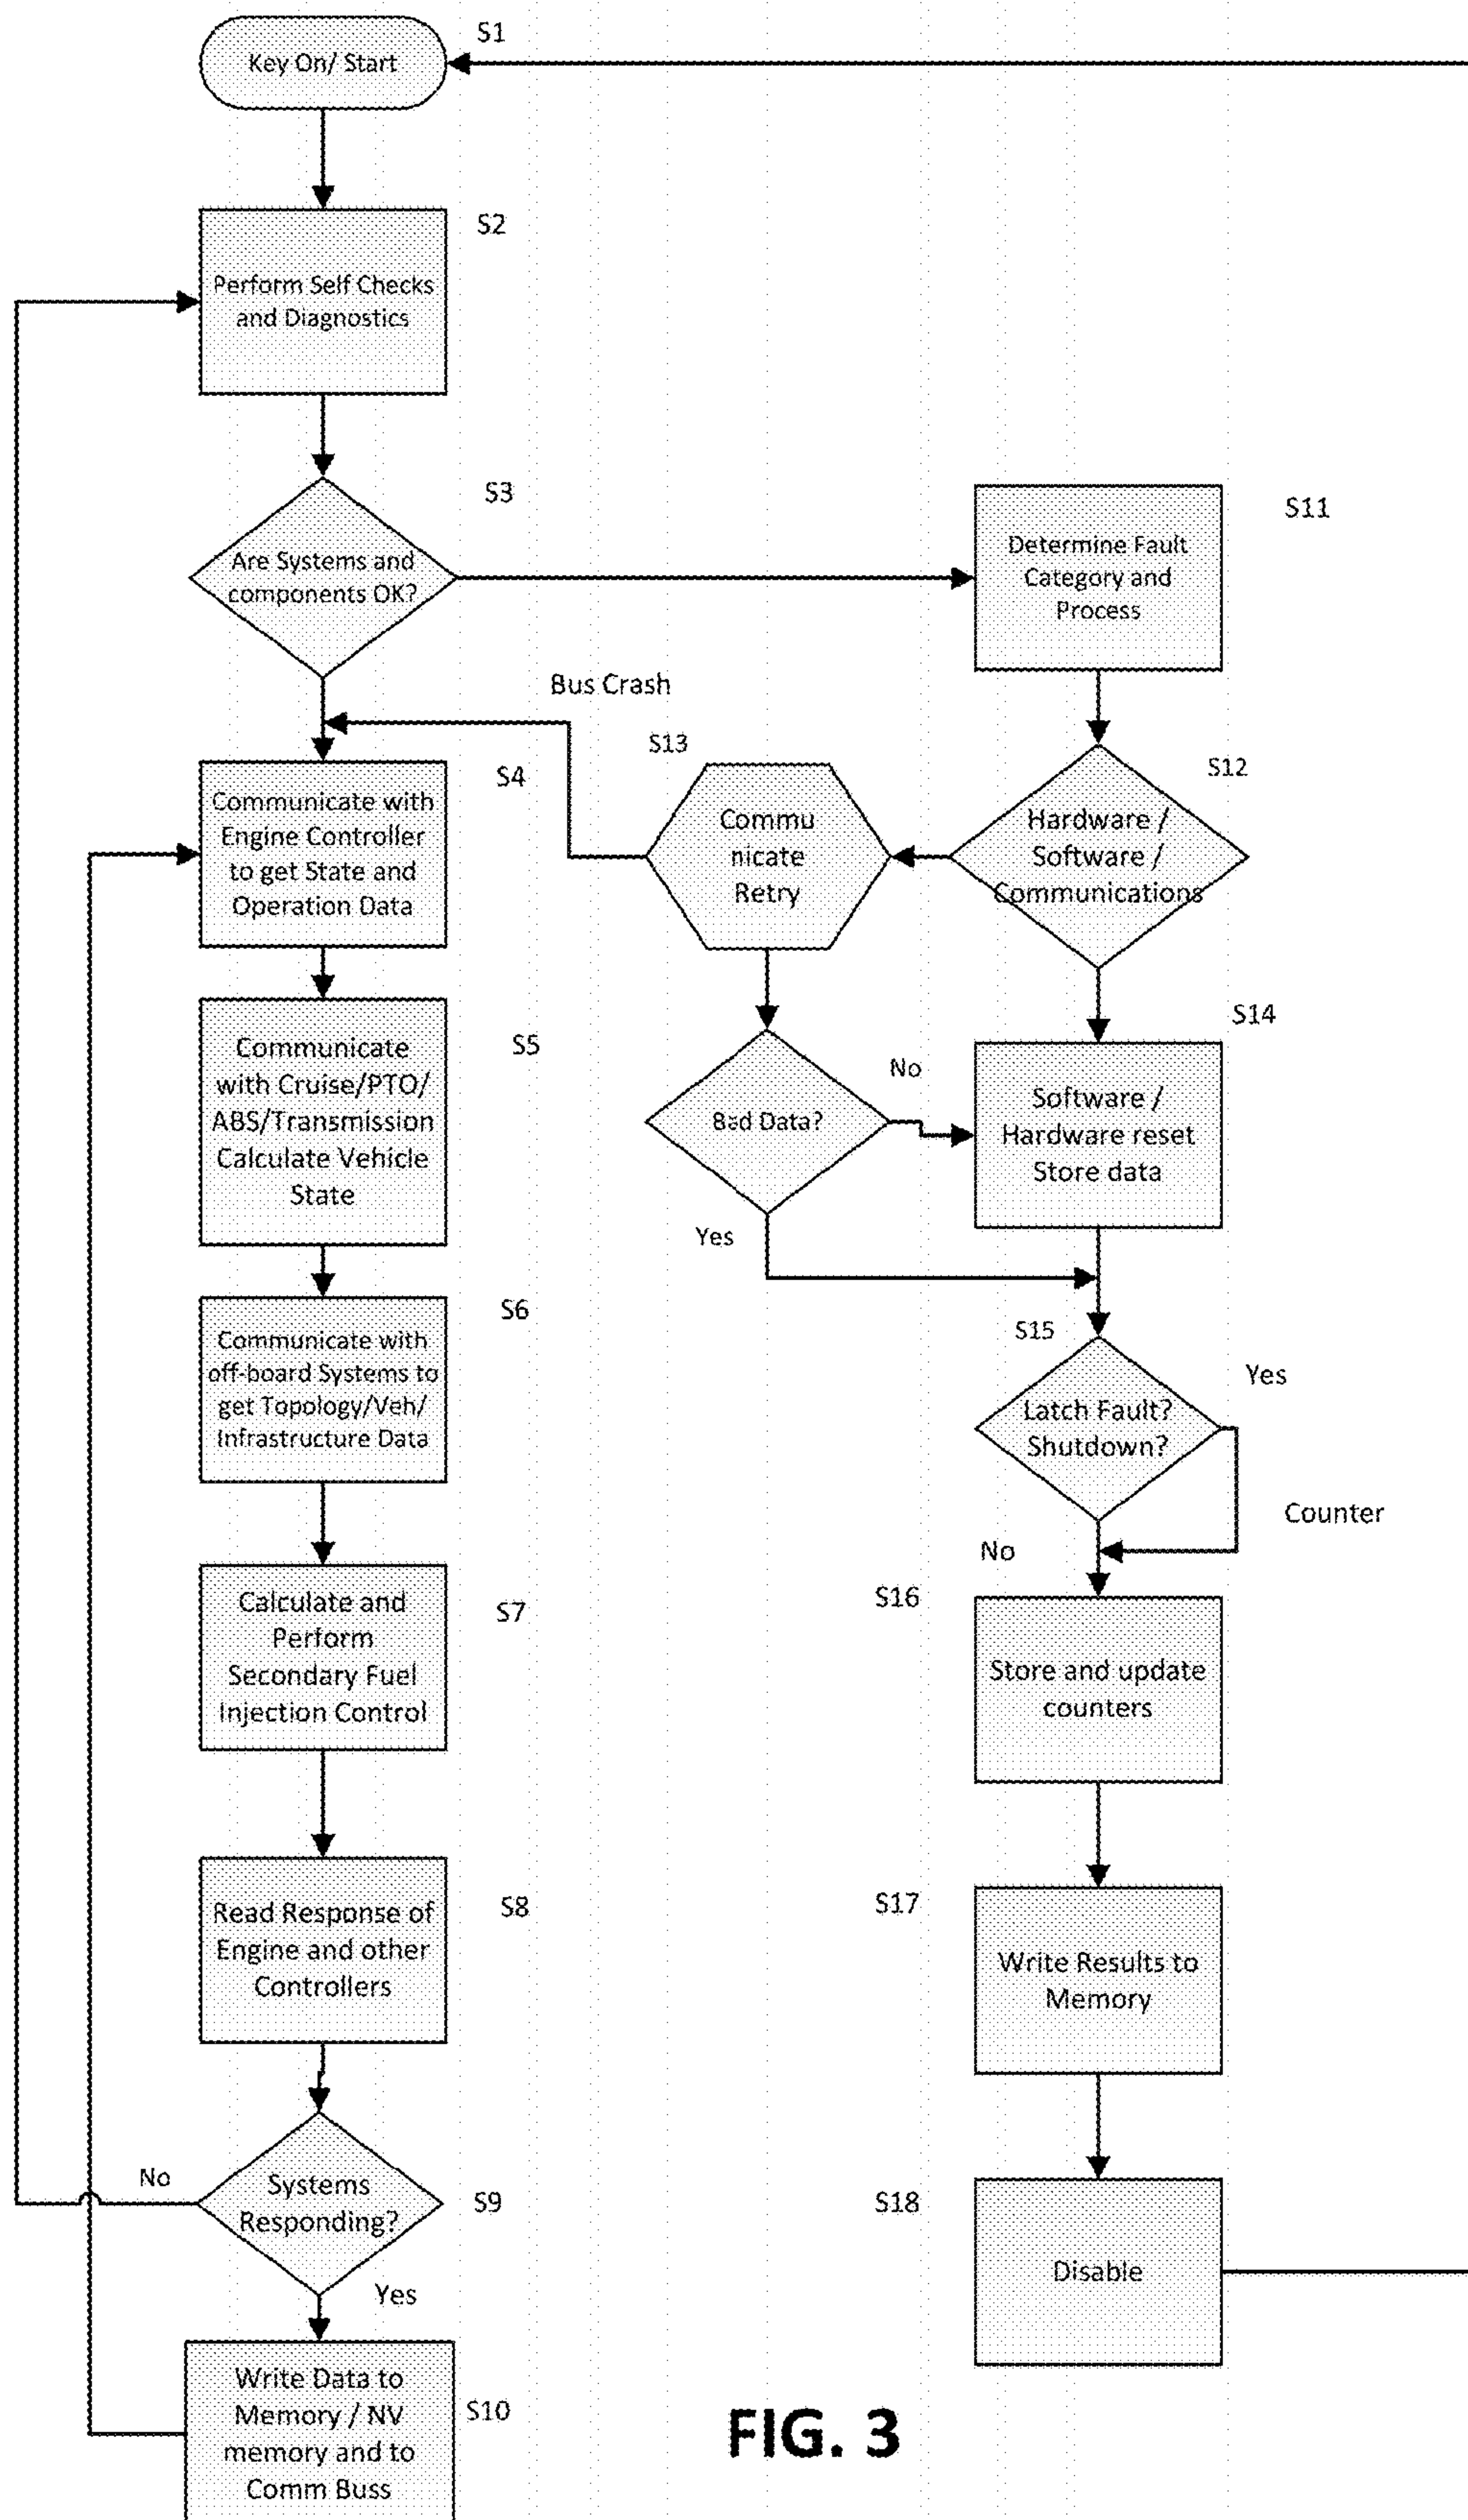 Key On/ Start
S1
Perform Self Checks
and Diagnostics
S2
Are Systems and
components OK?
S3
Bus Crash
Communicate with
Engine Controller
to get State and
Operation Data
S4
Communicate
with Cruise/PTO/
ABS/Transmission
Calculate Vehicle
State
S5
Communicate with
off-board Systems to
get Topology/Veh/
Infrastructure Data
S6
Calculate and
Perform
Secondary Fuel
Injection Control
S7
Read Response of
Engine and other
Controllers
S8
Systems
Responding?
S9
No
Yes
Write Data to
Memory / NV
memory and to
Comm Buss
S10
Determine Fault
Category and
Process
S11
Hardware /
Software /
Communications
S12
S13
Commu
nicate
Retry
Bad Data?
No
Yes
Software /
Hardware reset
Store data
S14
S15
Latch Fault?
Shutdown?
Yes
Counter
No
S16
Store and update
counters
S17
Write Results to
Memory
S18
Disable
FIG. 3